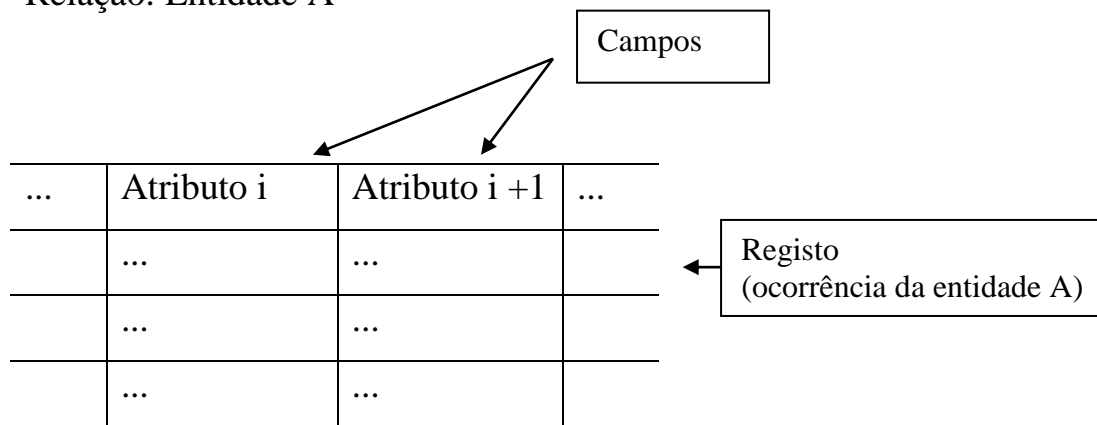 Relação: Entidade A
Campos
... Atributo i Atributo i +1 ...
... ...
Registo
(ocorrência da entidade A)
... ...
... ...